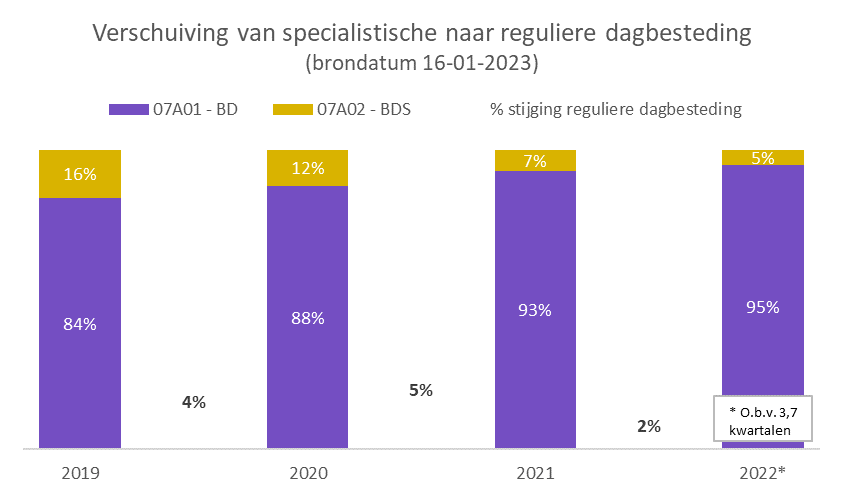 Verschuiving van specialistische naar reguliere dagbesteding
(brondatum 16-01-2023)
07A01 - BD 07A02 - BDS % stijging reguliere dagbesteding
16% 12% 7% 5%
84% 88% 93% 95%
4% 5% 2%
* O.b.v. 3,7
kwartalen
2019 2020 2021 2022*